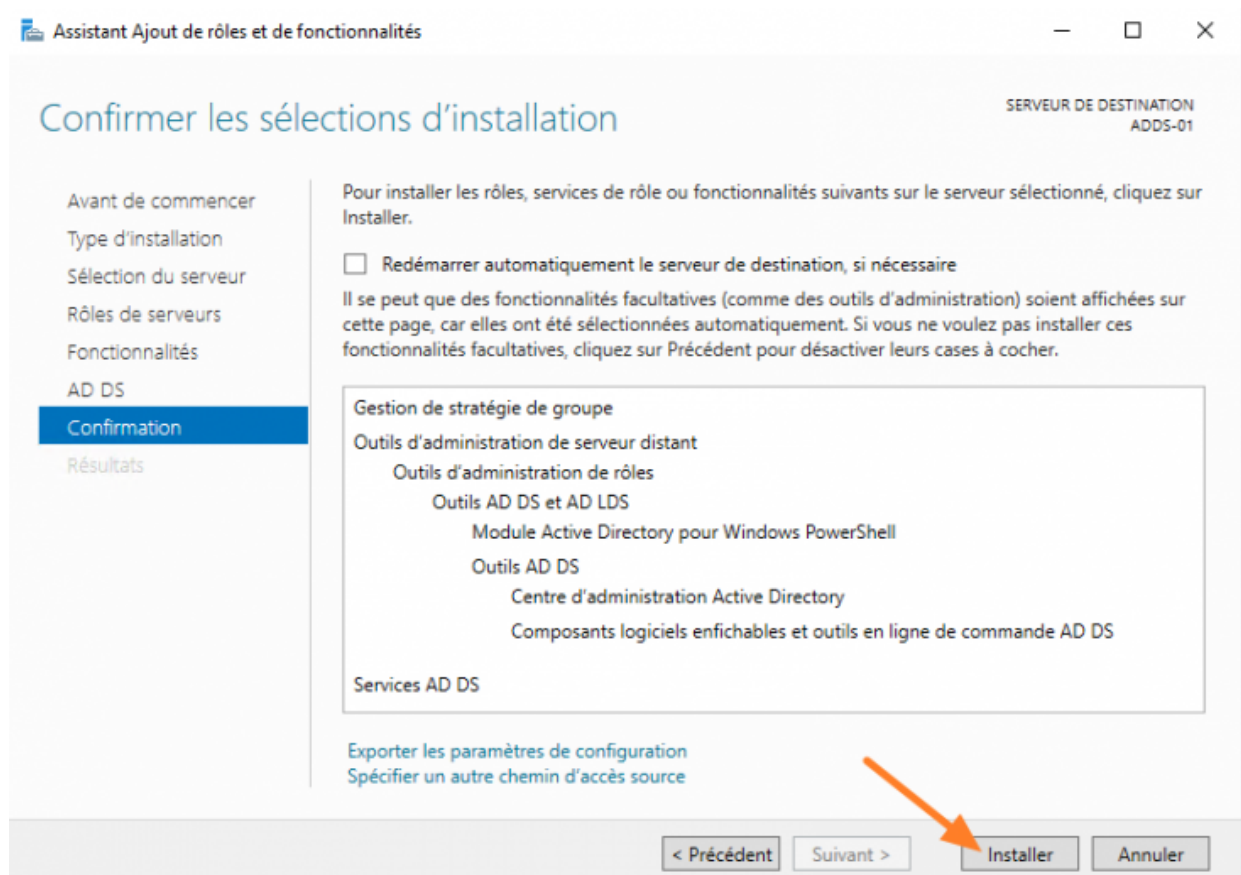 Assistant Ajout de rôles et de fonctionnalités
Confirmer les sélections d'installation
SERVEUR DE DESTINATION
ADDS-01
Avant de commencer
Type d'installation
Sélection du serveur
Rôles de serveurs
Fonctionnalités
AD DS
Confirmation
Résultats
Pour installer les rôles, services de rôle ou fonctionnalités suivants sur le serveur sélectionné, cliquez sur
Installer.
Redémarrer automatiquement le serveur de destination, si nécessaire
Il se peut que des fonctionnalités facultatives (comme des outils d'administration) soient affichées sur
cette page, car elles ont été sélectionnées automatiquement. Si vous ne voulez pas installer ces
fonctionnalités facultatives, cliquez sur Précédent pour désactiver leurs cases à cocher.
Gestion de stratégie de groupe
Outils d'administration de serveur distant
Outils d'administration de rôles
Outils AD DS et AD LDS
Module Active Directory pour Windows PowerShell
Outils AD DS
Centre d'administration Active Directory
Composants logiciels enfichables et outils en ligne de commande AD DS
Services AD DS
Exporter les paramètres de configuration
Spécifier un autre chemin d'accès source
< Précédent
Suivant >
Installer
Annuler